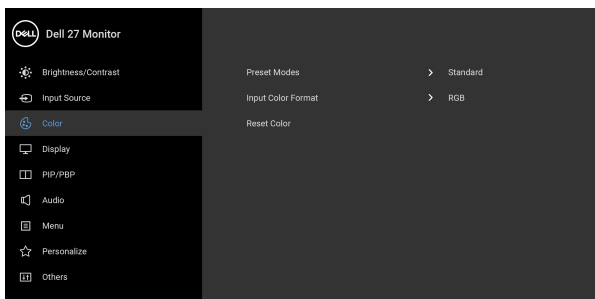 DELL Dell 27 Monitor
Brightness/Contrast
Preset Modes > Standard
Input Source
Input Color Format > RGB
Color
Reset Color
Display
PIP/PBP
Audio
Menu
Personalize
Others